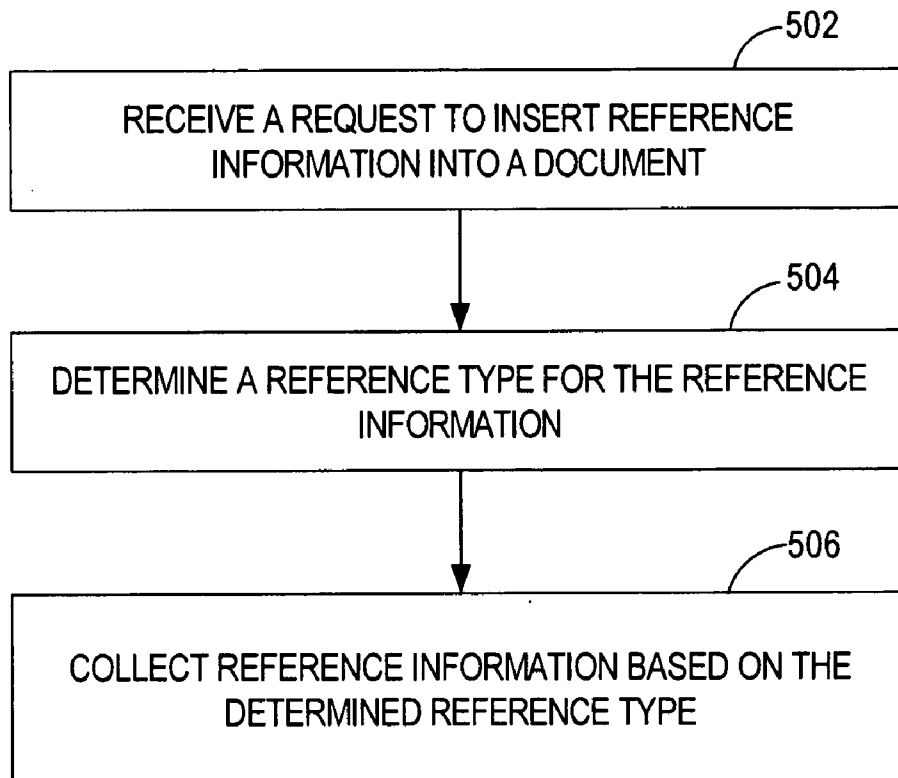 502
RECEIVE A REQUEST TO INSERT REFERENCE
INFORMATION INTO A DOCUMENT
504
DETERMINE A REFERENCE TYPE FOR THE REFERENCE
INFORMATION
506
COLLECT REFERENCE INFORMATION BASED ON THE
DETERMINED REFERENCE TYPE